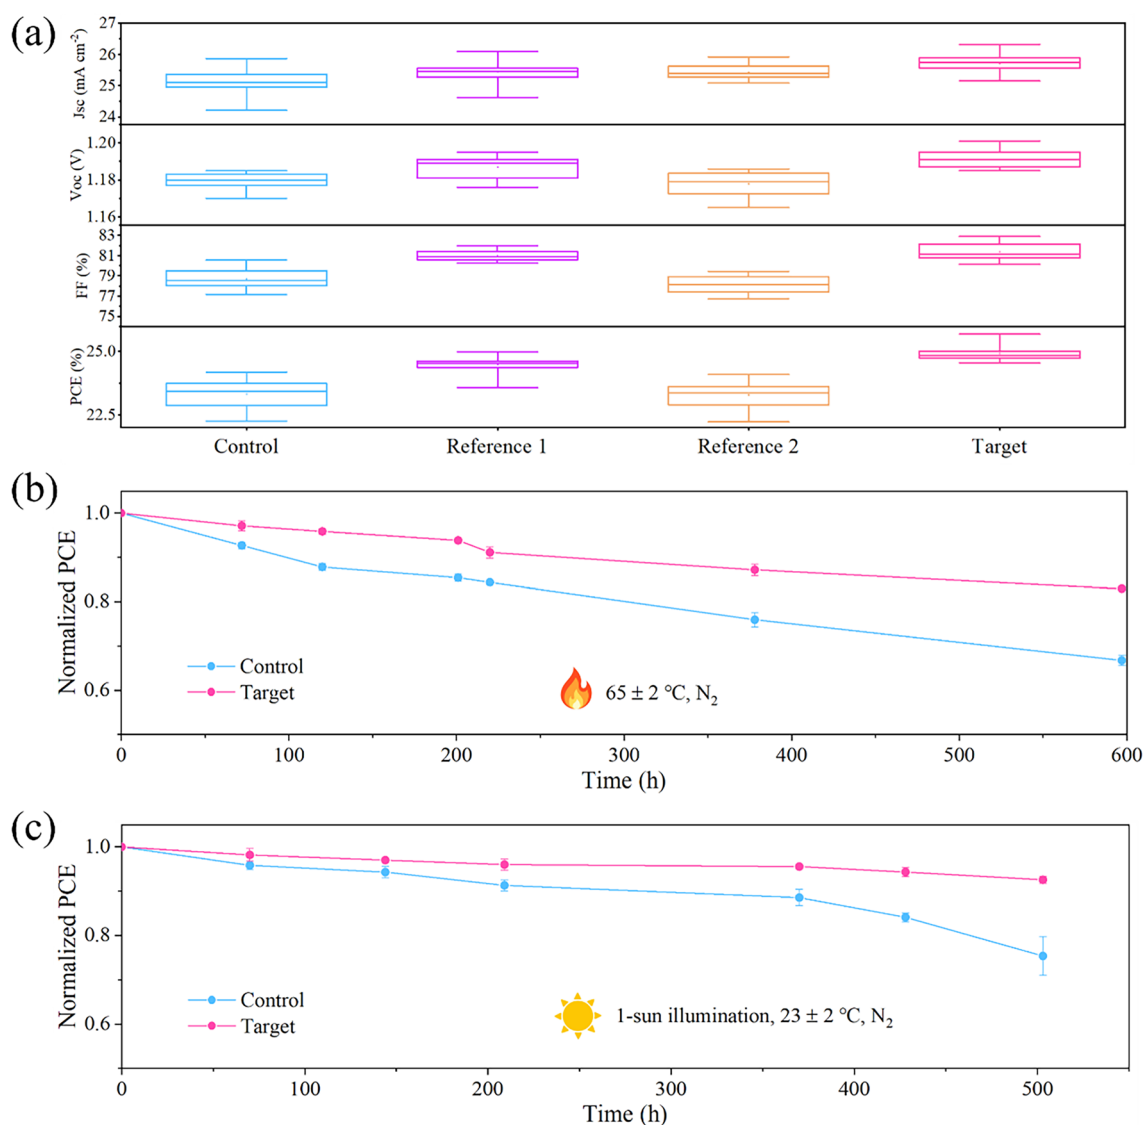 (a)
Jsc (mA cm⁻²)
27
26
25
24
Voc (V)
1.20
1.18
1.16
FF (%)
83
81
79
77
75
PCE (%)
25.0
22.5
Control Reference 1 Reference 2 Target
(b)
Normalized PCE
1.0
0.8
0.6
Control
Target
65 ± 2 °C, N₂
0 100 200 300 400 500 600
Time (h)
(c)
Normalized PCE
1.0
0.8
0.6
Control
Target
1-sun illumination, 23 ± 2 °C, N₂
0 100 200 300 400 500
Time (h)